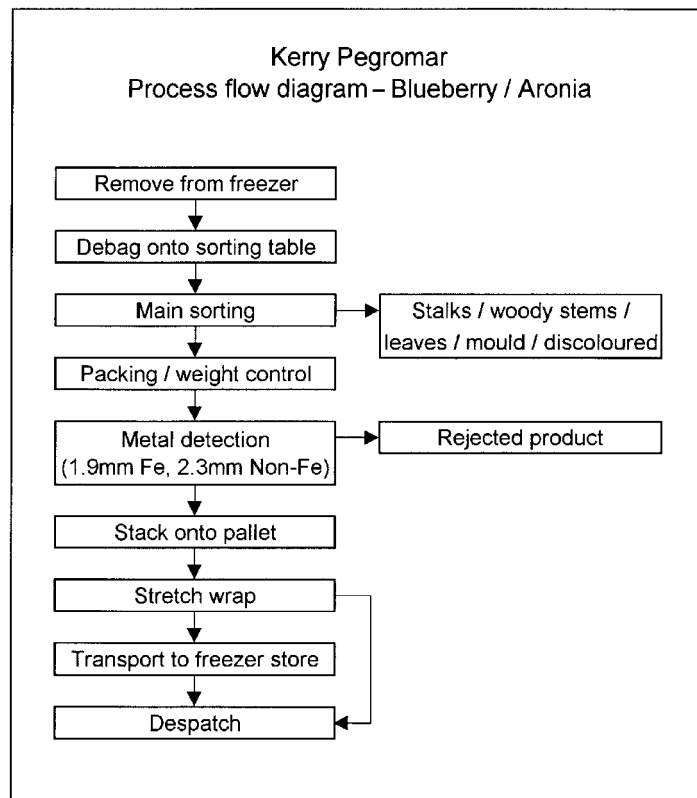 Kerry Pegromar
Process flow diagram – Blueberry / Aronia
Remove from freezer
Debag onto sorting table
Main sorting
Stalks / woody stems /
leaves / mould / discoloured
Packing / weight control
Metal detection
(1.9mm Fe, 2.3mm Non-Fe)
Rejected product
Stack onto pallet
Stretch wrap
Transport to freezer store
Despatch